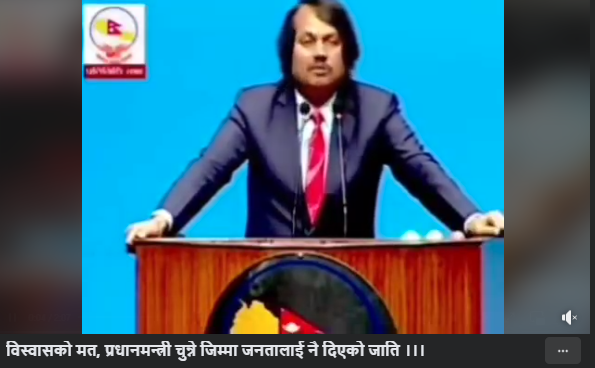 विस्वासको मत, प्रधानमन्त्री चुन्ने जिम्मा जनतालाई नै दिएको जाति ।।।